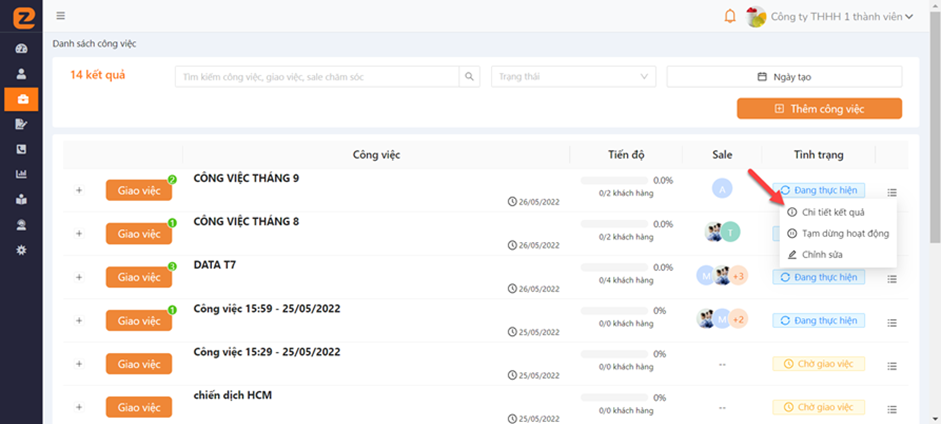 Công ty THHH 1 thành viên
Danh sách công việc
14 kết quả
Tìm kiếm công việc, giao việc, sale chăm sóc
Trạng thái
Ngày tạo
Thêm công việc
Công việc Tiến độ Sale Tình trạng
+ Giao việc 2 CÔNG VIỆC THÁNG 9 26/05/2022 0.0% 0/2 khách hàng A Đang thực hiện
Chi tiết kết quả
Tạm dừng hoạt động
Chỉnh sửa
+ Giao việc 1 CÔNG VIỆC THÁNG 8 26/05/2022 0.0% 0/2 khách hàng T
+ Giao việc 3 DATA T7 26/05/2022 0.0% 0/4 khách hàng M +3 Đang thực hiện
+ Giao việc 1 Công việc 15:59 - 25/05/2022 25/05/2022 0% 0/0 khách hàng M +2 Đang thực hiện
+ Giao việc Công việc 15:29 - 25/05/2022 25/05/2022 0% 0/0 khách hàng -- Chờ giao việc
+ Giao việc chiến dịch HCM 25/05/2022 0% 0/0 khách hàng -- Chờ giao việc